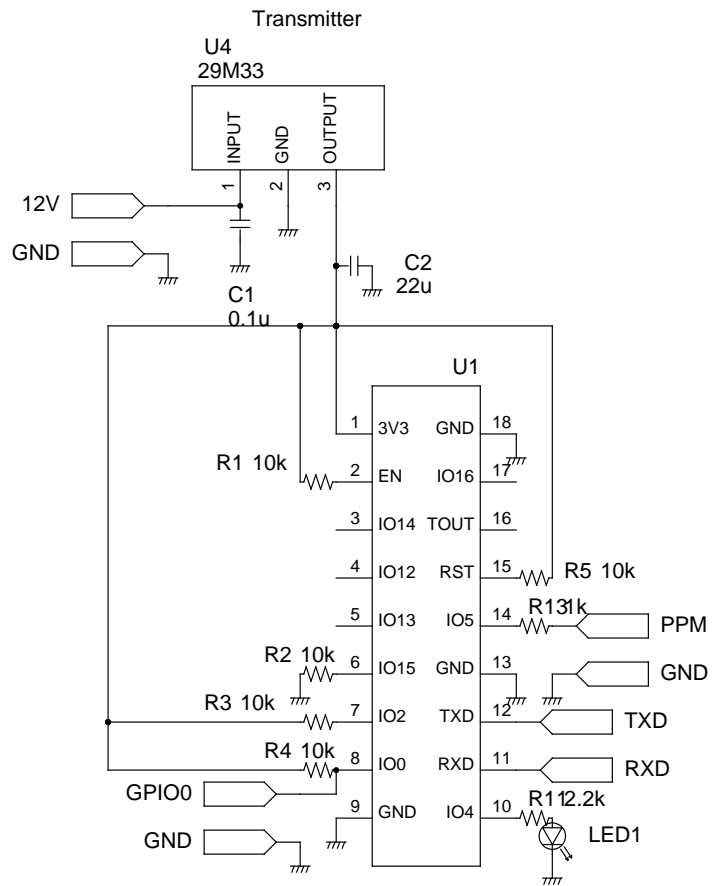 Transmitter
U4
29M33
INPUT
GND
OUTPUT
1
2
3
12V
GND
C1
0.1u
C2
22u
U1
1 3V3 GND 18
R1 10k 2 EN IO16 17
3 IO14 TOUT 16
4 IO12 RST 15 R5 10k
5 IO13 IO5 14 R13 1k PPM
R2 10k 6 IO15 GND 13 GND
R3 10k 7 IO2 TXD 12 TXD
R4 10k 8 IO0 RXD 11 RXD
GPIO0
9 GND IO4 10 R11 2.2k
GND
LED1